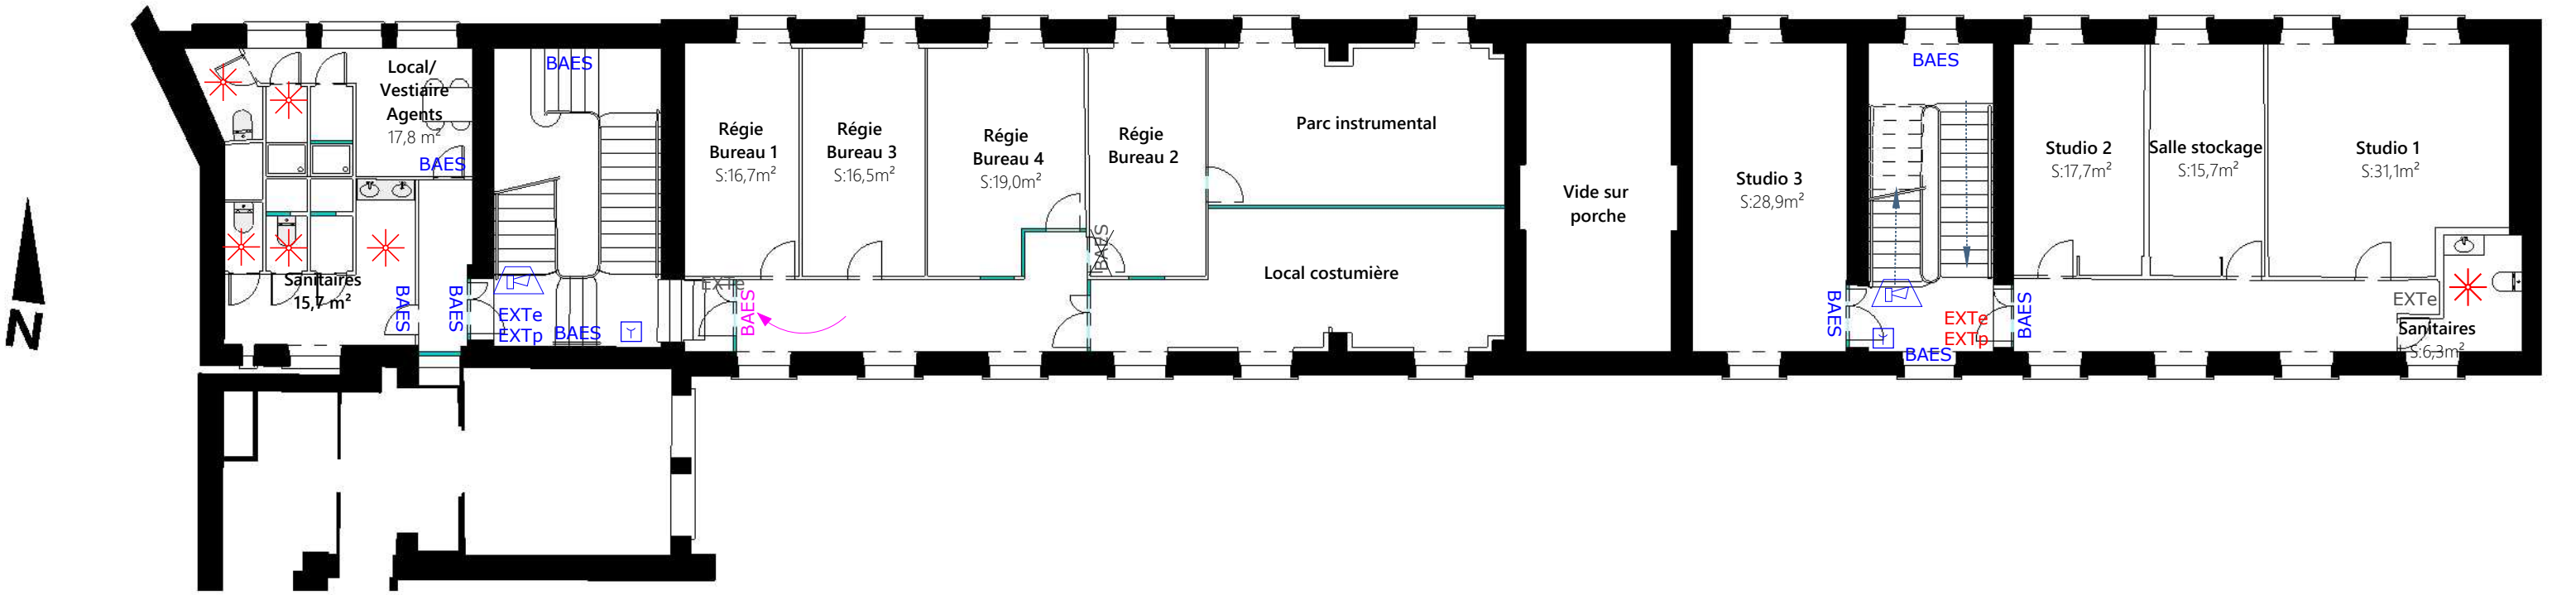 Local/
Vestiaire
Agents
17,8 m²
BAES
Sanitaires
15,7 m²
BAES
BAES
BAES
EXTe
EXTp
BAES
EXTe
BAES
Régie
Bureau 1
S:16,7m²
Régie
Bureau 3
S:16,5m²
Régie
Bureau 4
S:19,0m²
Régie
Bureau 2
BAES
Parc instrumental
Local costumière
Vide sur
porche
Studio 3
S:28,9m²
BAES
BAES
EXTe
EXTp
BAES
BAES
Studio 2
S:17,7m²
Salle stockage
S:15,7m²
Studio 1
S:31,1m²
EXTe
Sanitaires
S:6,3m²
N